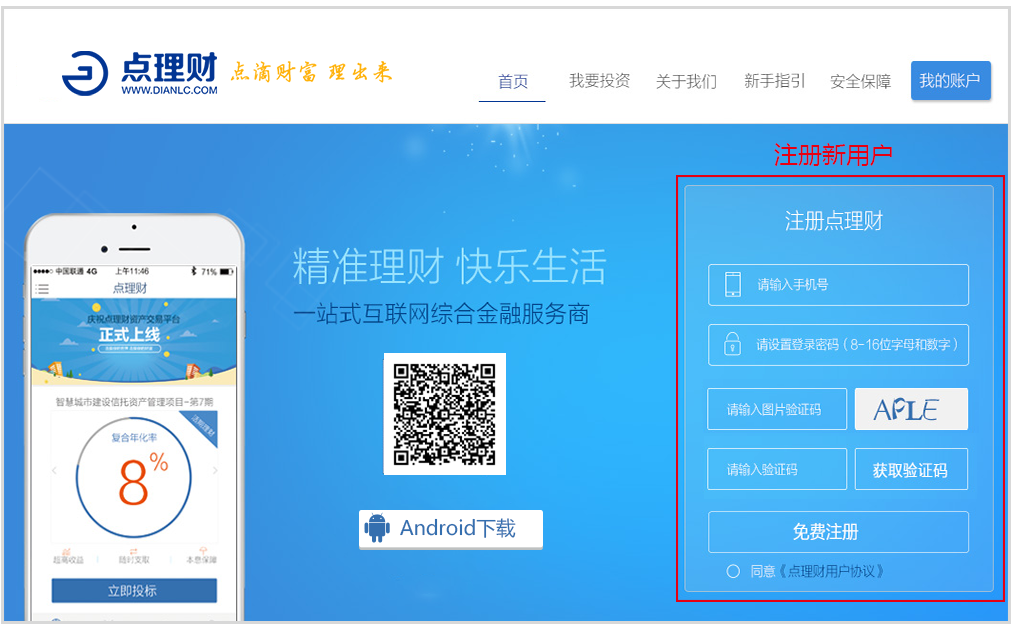 点理财
WWW.DIANLC.COM
点滴财富 理出来
首页
我要投资
关于我们
新手指引
安全保障
我的账户
注册新用户
中国联通 4G
上午11:46
71%
点理财
庆祝点理财资产交易平台
正式上线
智慧城市建设信托资产管理项目-第7期
复合年化率
8%
超高收益
随时支取
本息保障
立即投标
精准理财 快乐生活
一站式互联网综合金融服务商
Android下载
注册点理财
请输入手机号
请设置登录密码（8-16位字母和数字）
请输入图片验证码
APLE
请输入验证码
获取验证码
免费注册
同意《点理财用户协议》